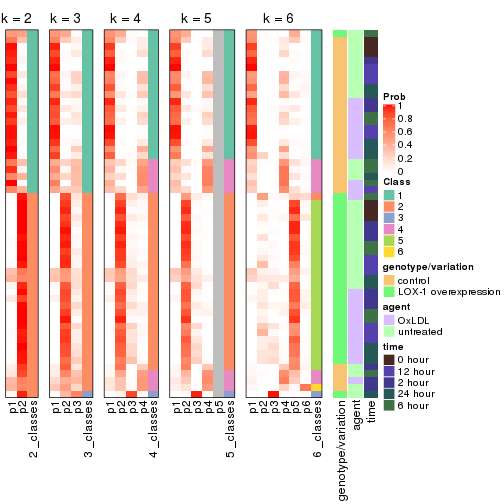 k = 2
k = 3
k = 4
k = 5
k = 6
Prob
1
0.8
0.6
0.4
0.2
0
Class
1
2
3
4
5
6
genotype/variation
control
LOX-1 overexpression
agent
OxLDL
untreated
time
0 hour
12 hour
2 hour
24 hour
6 hour
p1
p2
2_classes
p1
p2
p3
3_classes
p1
p2
p3
p4
4_classes
p1
p2
p3
p4
p5
5_classes
p1
p2
p3
p4
p5
p6
6_classes
genotype/variation
agent
time